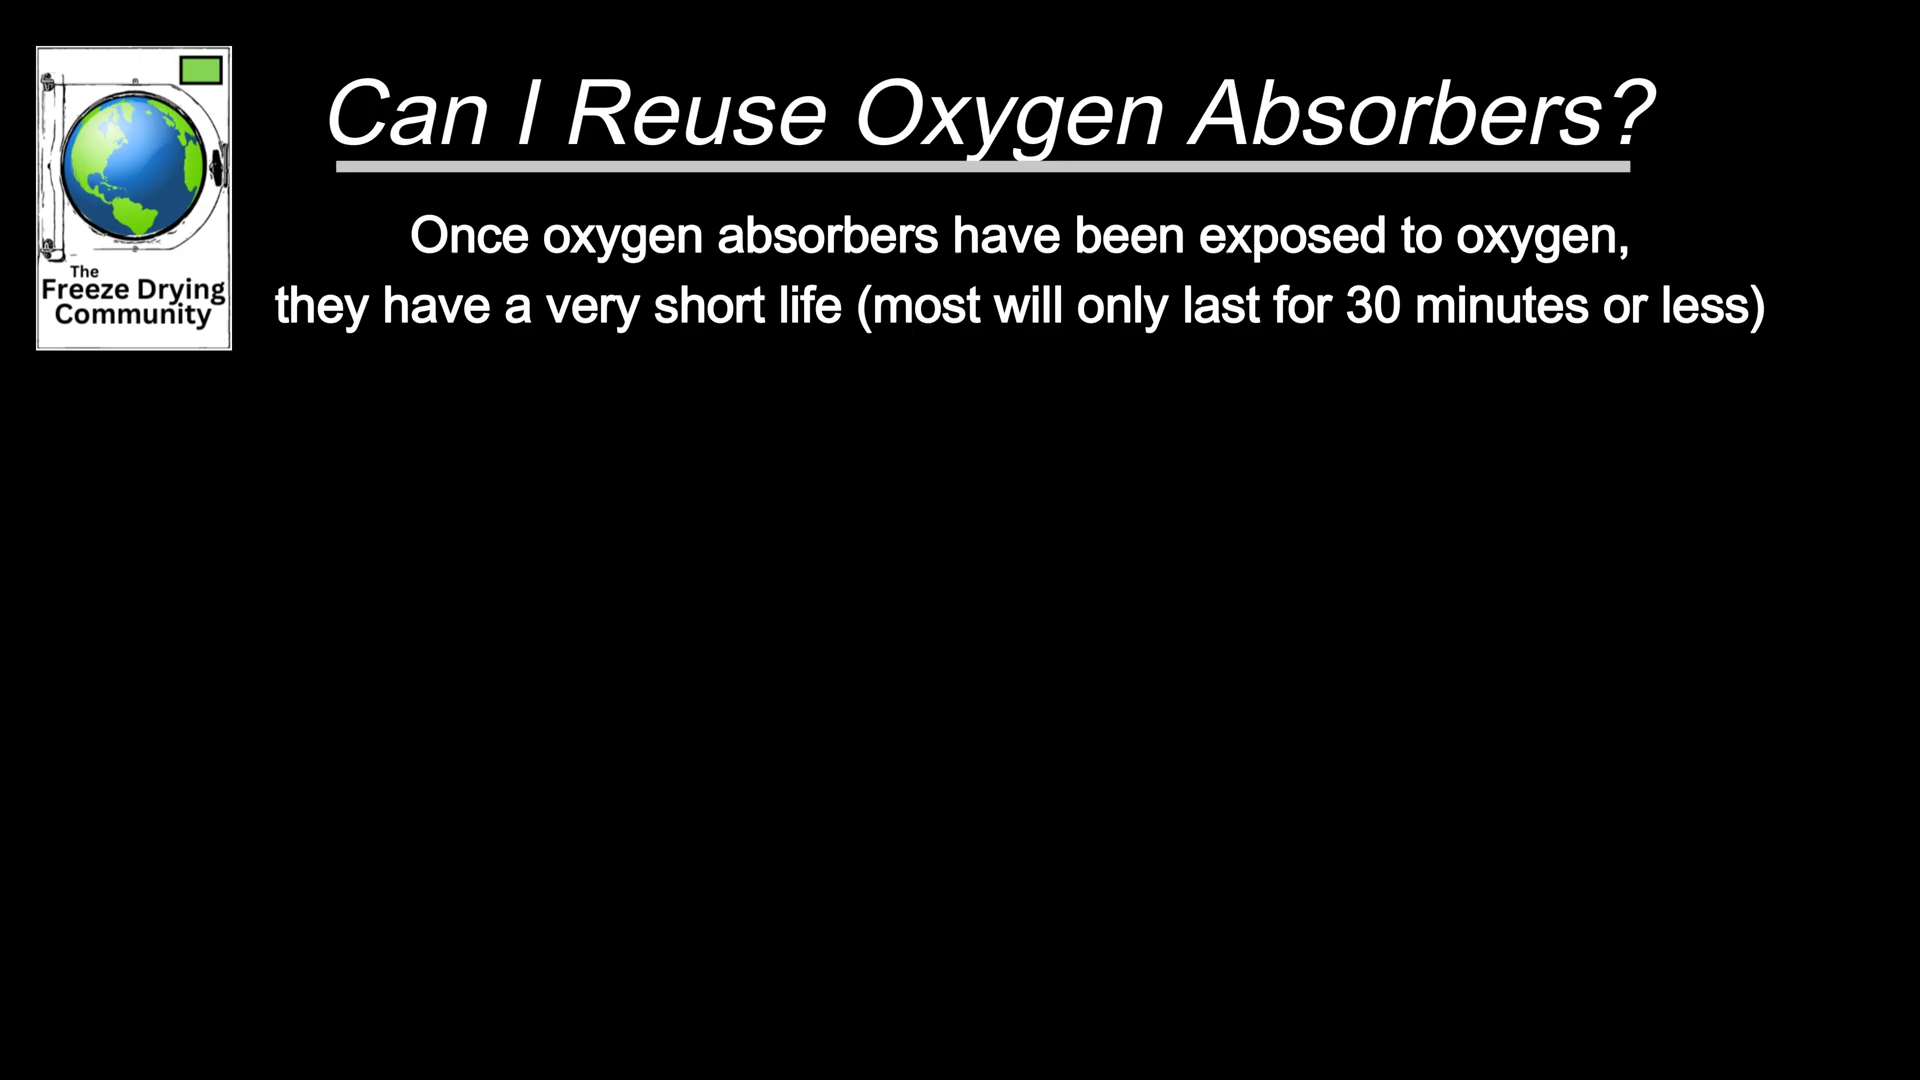 Can I Reuse Oxygen Absorbers?
Once oxygen absorbers have been exposed to oxygen,
they have a very short life (most will only last for 30 minutes or less)
The
Freeze Drying
Community